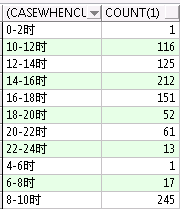 (CASEWHENCU COUNT(1)
0-2时 1
10-12时 116
12-14时 125
14-16时 212
16-18时 151
18-20时 52
20-22时 61
22-24时 13
4-6时 1
6-8时 17
8-10时 245